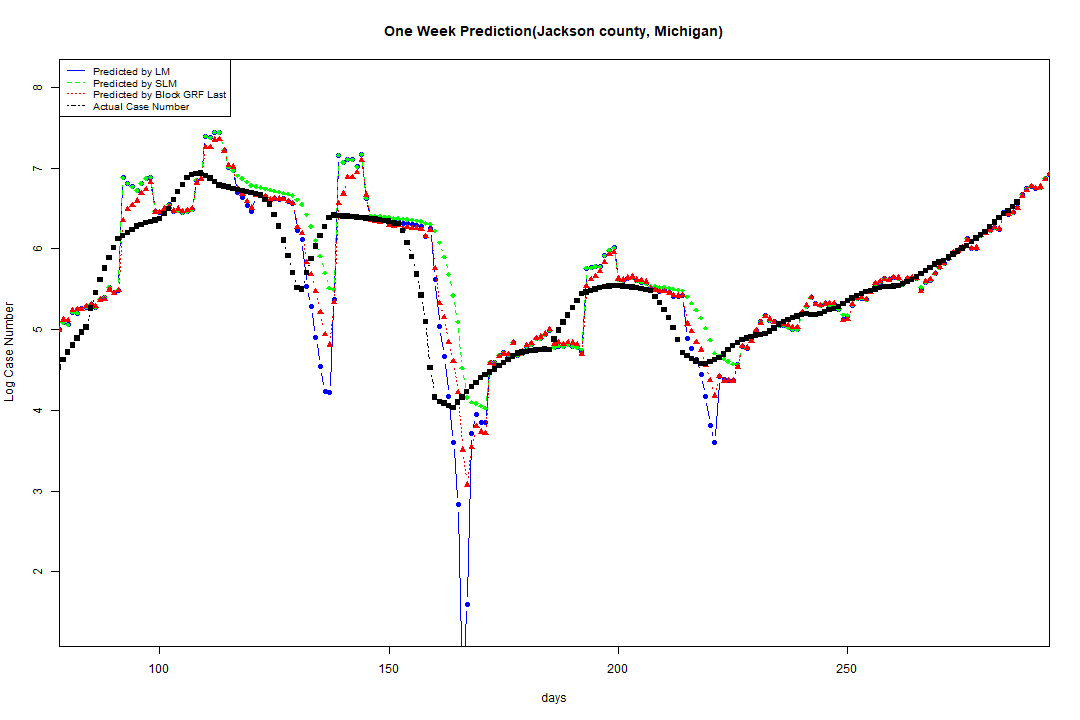 One Week Prediction(Jackson county, Michigan)
Predicted by LM
Predicted by SLM
Predicted by Block GRF Last
Actual Case Number
8
7
6
5
4
3
2
Log Case Number
100 150 200 250
days